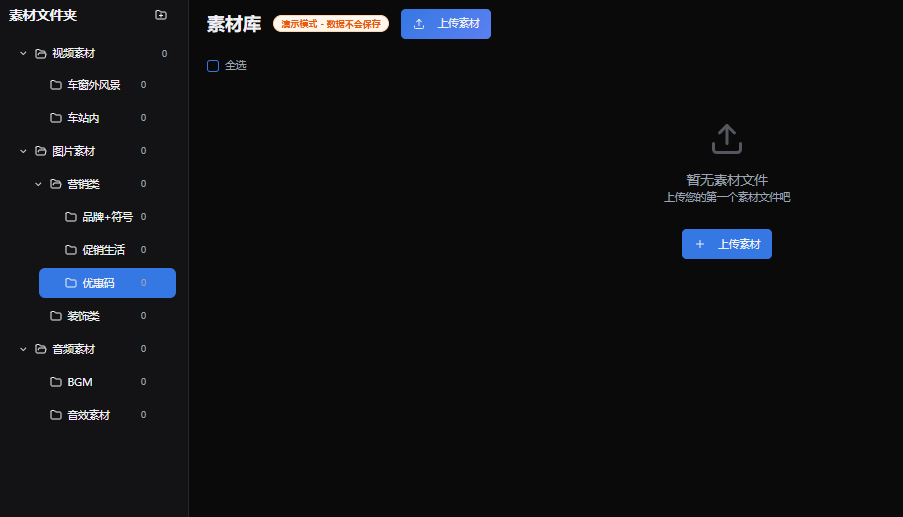 素材文件夹
视频素材 0
车窗外风景 0
车站内 0
图片素材 0
营销类 0
品牌+符号 0
促销生活 0
优惠码 0
装饰类 0
音频素材 0
BGM 0
音效素材 0
素材库 演示模式 - 数据不会保存 上传素材
全选
暂无素材文件
上传您的第一个素材文件吧
上传素材